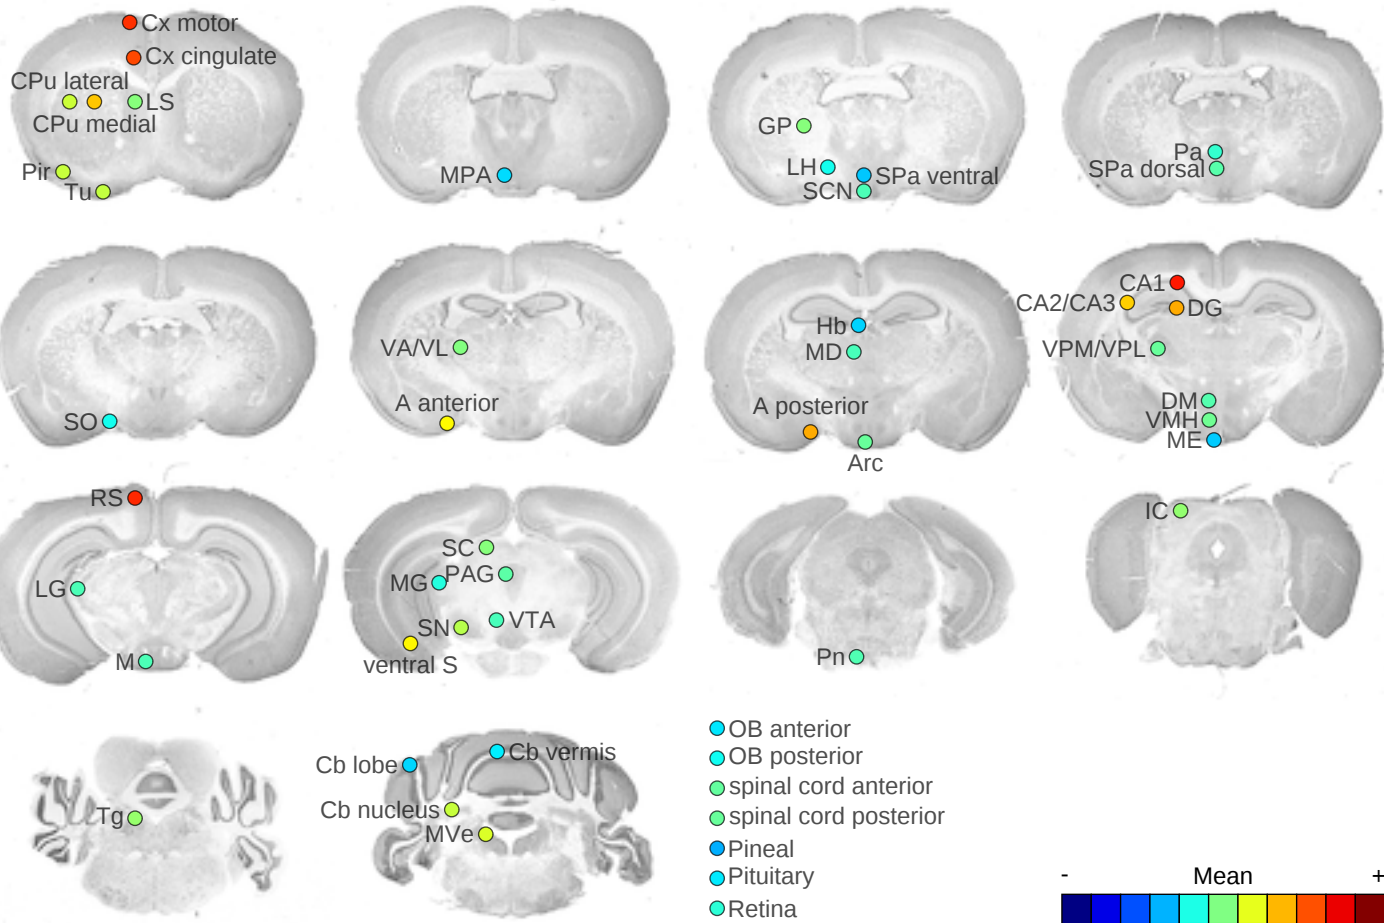 Cx motor
Cx cingulate
CPu lateral
LS
CPu medial
Pir
Tu
MPA
GP
LH
SPa ventral
SCN
Pa
SPa dorsal
SO
VA/VL
A anterior
Hb
MD
A posterior
Arc
CA1
CA2/CA3
DG
VPM/VPL
DM
VMH
ME
RS
LG
M
SC
MG
PAG
SN
VTA
ventral S
Pn
IC
Tg
Cb lobe
Cb vermis
Cb nucleus
MVe
OB anterior
OB posterior
spinal cord anterior
spinal cord posterior
Pineal
Pituitary
Retina
- Mean +